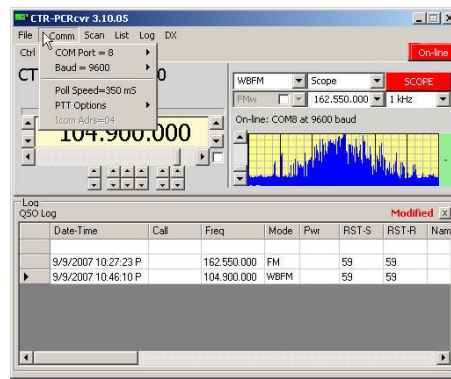 CTR-PCRcvr 3.10.05
File Comm Scan List Log DX
Ctrl On-line
COM Port = 8
Baud = 9600
Poll Speed=350 mS
PTT Options
Icom Adrs=04
CT 0
WBFM Scope SCOPE
FMw 162.550.000 1 kHz
On-line: COM8 at 9600 baud
104.900.000
Log
QSO Log Modified x
Date-Time Call Freq Mode Pwr RST-S RST-R Nam
9/9/2007 10:27:23 P 162.550.000 FM 59 59
9/9/2007 10:46:10 P 104.900.000 WBFM 59 59